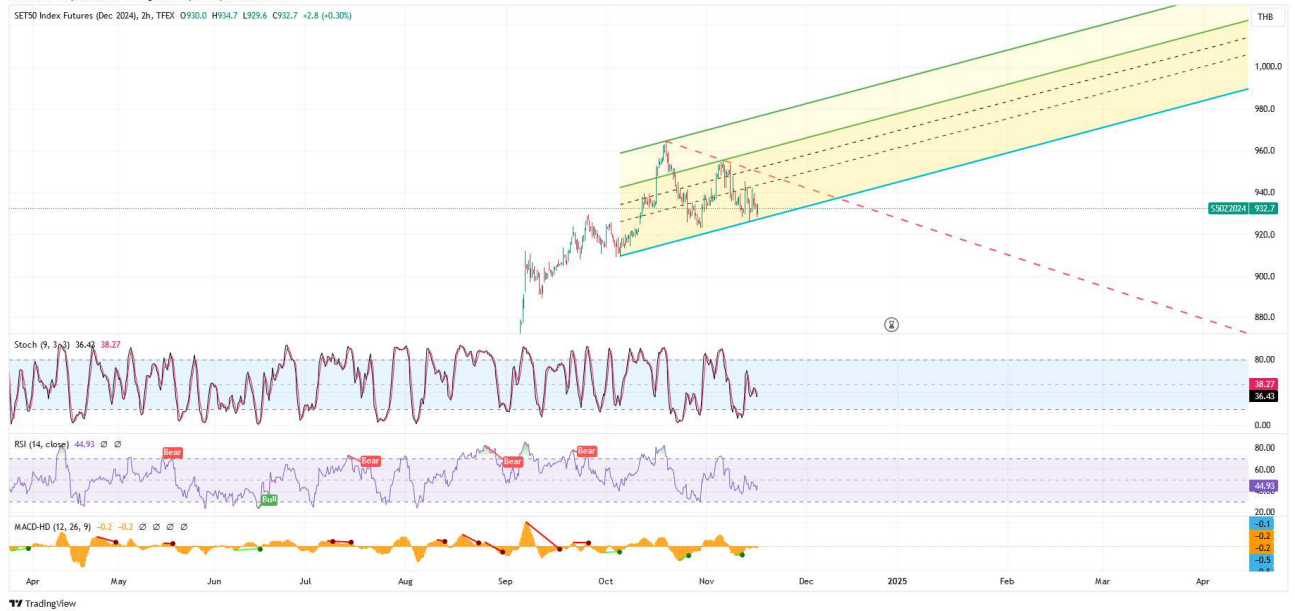 SET50 Index Futures (Dec 2024), 2h, TFEX O930.0 H934.7 L929.6 C932.7 +2.8 (+0.30%)
THB
1,000.0
980.0
960.0
940.0
S50Z2024 932.7
920.0
900.0
880.0
Stoch (9, 3, 3) 36.43 38.27
80.00
38.27
36.43
0.00
RSI (14, close) 44.93 Ø Ø
Bear
Bear
Bear
Bear
Bull
80.00
60.00
44.93
40.00
20.00
MACD-HD (12, 26, 9) −0.2 −0.2 Ø Ø Ø Ø
−0.1
−0.2
−0.2
−0.5
Apr May Jun Jul Aug Sep Oct Nov Dec 2025 Feb Mar Apr
TradingView